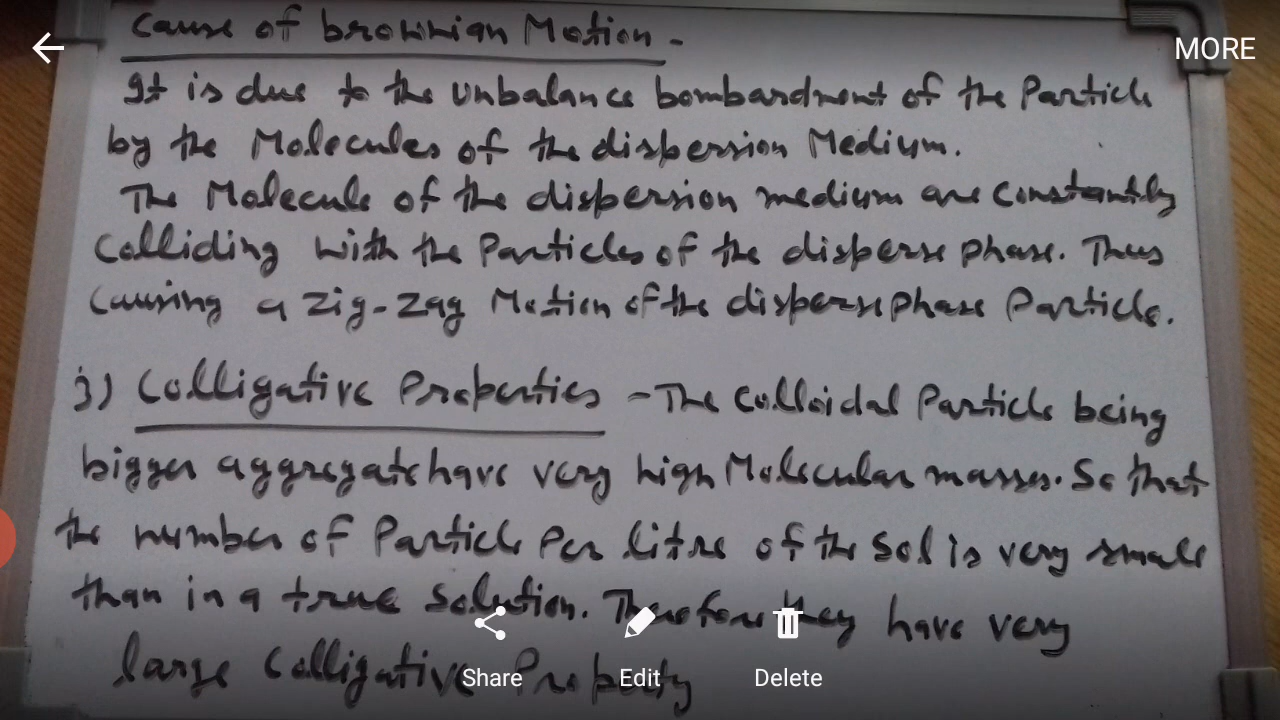 MORE
Cause of brownian Motion -
It is due to the unbalance bombardment of the Particle
by the Molecules of the dispersion Medium.
The Molecule of the dispersion medium are constantly
Colliding with the Particles of the disperse phase. Thus
causing a zig-zag Motion of the disperse phase Particle.
3) Colligative Properties - The Colloidal Particle being
bigger aggregate have very high Molecular masses. So that
the number of Particle Per litre of the Sol is very small
than in a true Solution. Therefore they have very
large Colligative Property
Share Edit Delete